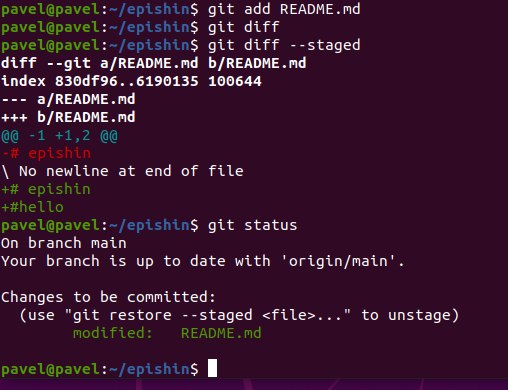 pavel@pavel:~/epishin$ git add README.md
pavel@pavel:~/epishin$ git diff
pavel@pavel:~/epishin$ git diff --staged
diff --git a/README.md b/README.md
index 830df96..6190135 100644
--- a/README.md
+++ b/README.md
@@ -1 +1,2 @@
-# epishin
\ No newline at end of file
+# epishin
+#hello
pavel@pavel:~/epishin$ git status
On branch main
Your branch is up to date with 'origin/main'.

Changes to be committed:
  (use "git restore --staged <file>..." to unstage)
        modified:   README.md

pavel@pavel:~/epishin$